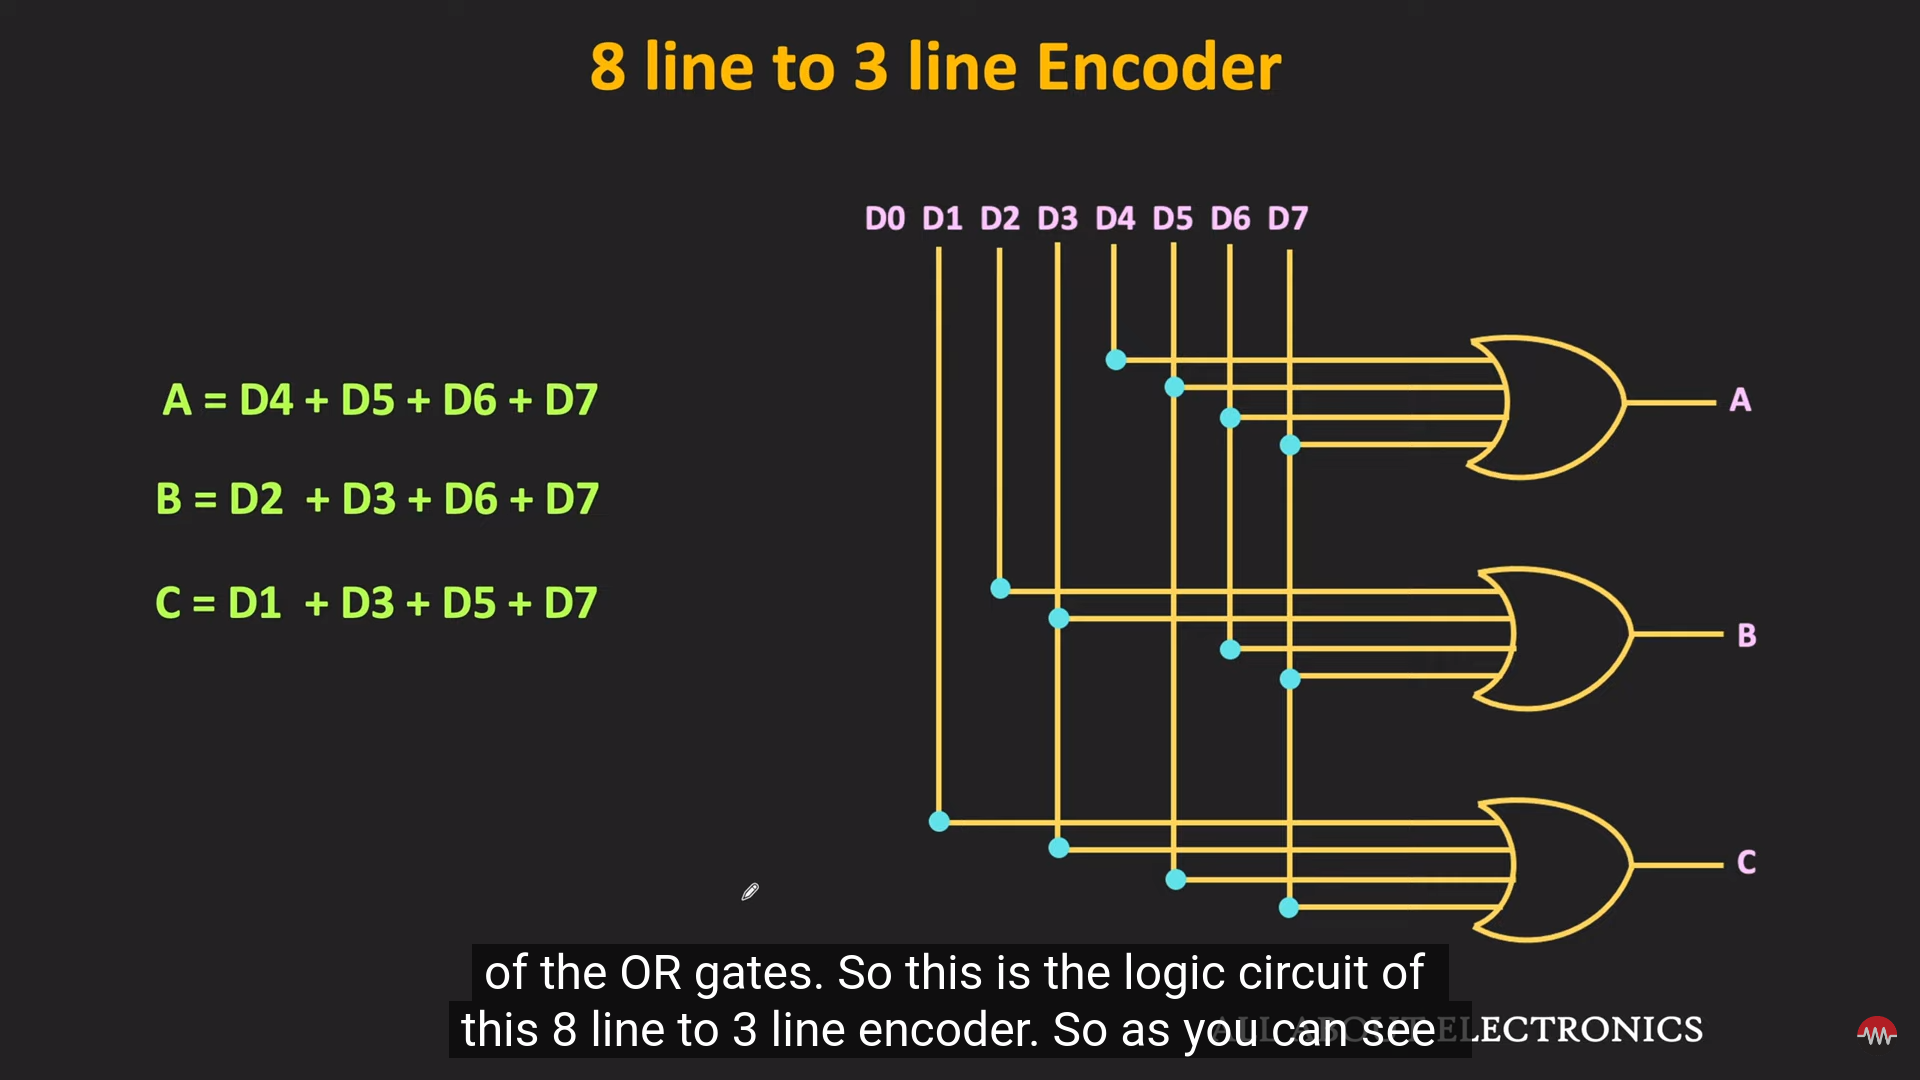 8 line to 3 line Encoder
D0 D1 D2 D3 D4 D5 D6 D7
A = D4 + D5 + D6 + D7
A
B = D2 + D3 + D6 + D7
B
C = D1 + D3 + D5 + D7
C
of the OR gates. So this is the logic circuit of
this 8 line to 3 line encoder. So as you can see
ALL ABOUT ELECTRONICS